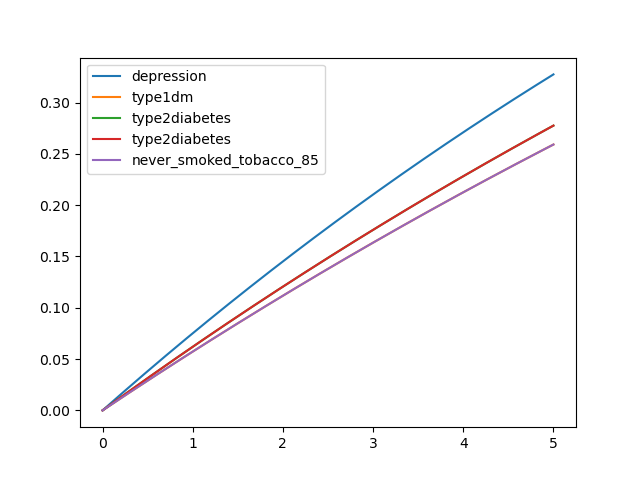 depression
type1dm
type2diabetes
type2diabetes
never_smoked_tobacco_85
0.30
0.25
0.20
0.15
0.10
0.05
0.00
0 1 2 3 4 5